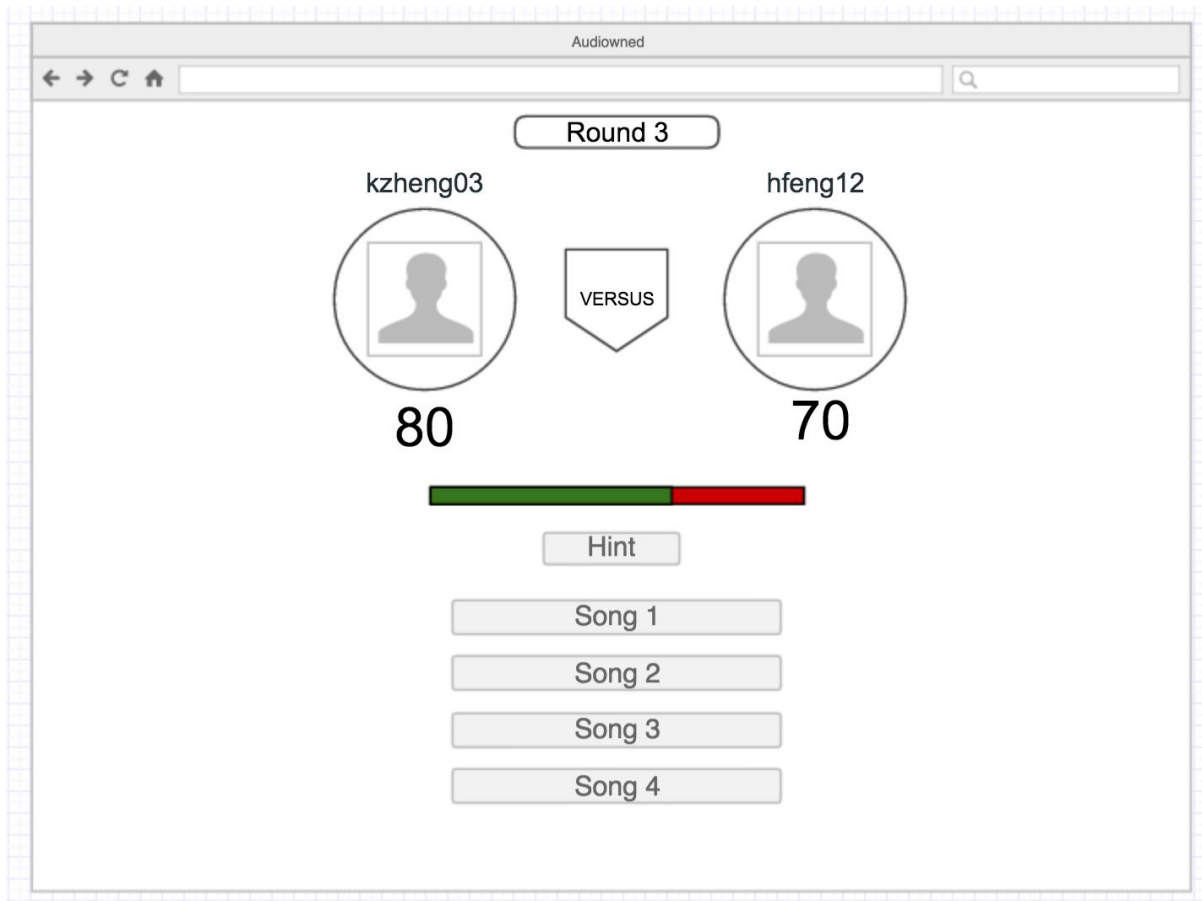 Audiowned
Round 3
kzheng03
hfeng12
VERSUS
80
70
Hint
Song 1
Song 2
Song 3
Song 4